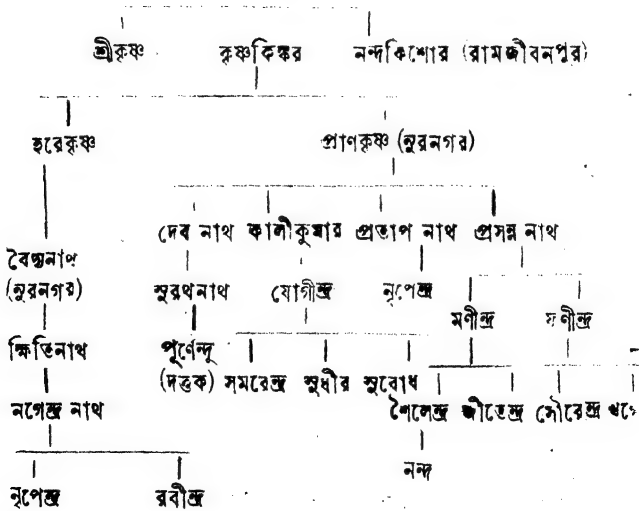 শ্রীকৃষ্ণ কৃষ্ণকিঙ্কর নন্দকিশোর (রামজীবনপুর)
হরেকৃষ্ণ প্রাণকৃষ্ণ (নুরনগর)
দেব নাথ কালীকুমার প্রতাপ নাথ প্রসন্ন নাথ
বৈদ্যনাথ
(নুরনগর) সুরথনাথ যোগীন্দ্র নৃপেন্দ্র
মণীন্দ্র ফণীন্দ্র
ক্ষিতিনাথ পূর্ণেন্দু
(দত্তক) সমরেন্দ্র সুধীর সুবোধ
নগেন্দ্র নাথ শৈলেন্দ্র জীতেন্দ্র সৌরেন্দ্র
নন্দ
নৃপেন্দ্র রবীন্দ্র